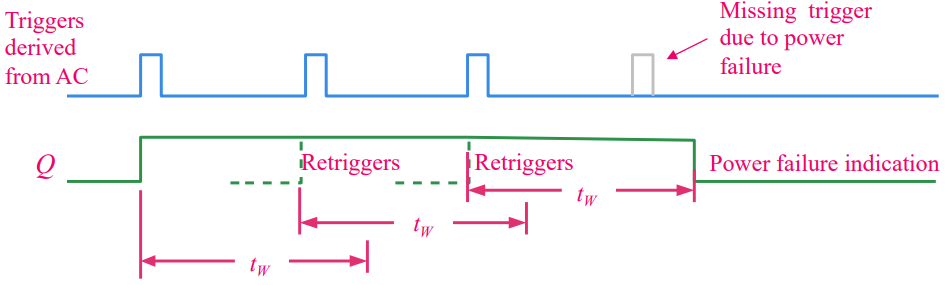 Triggers
derived
from AC
Missing trigger
due to power
failure
Q
Retriggers
Retriggers
Power failure indication
tW
tW
tW